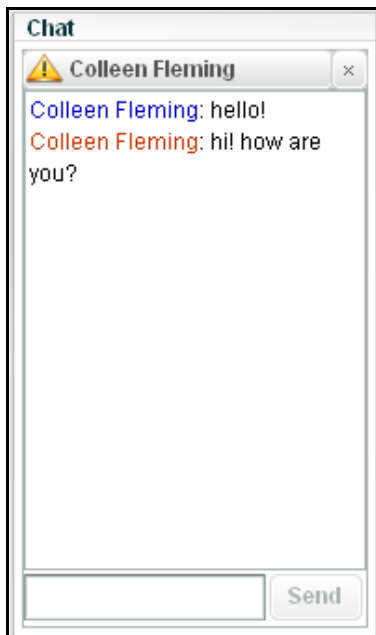 Chat
Colleen Fleming
Colleen Fleming: hello!
Colleen Fleming: hi! how are
you?
Send